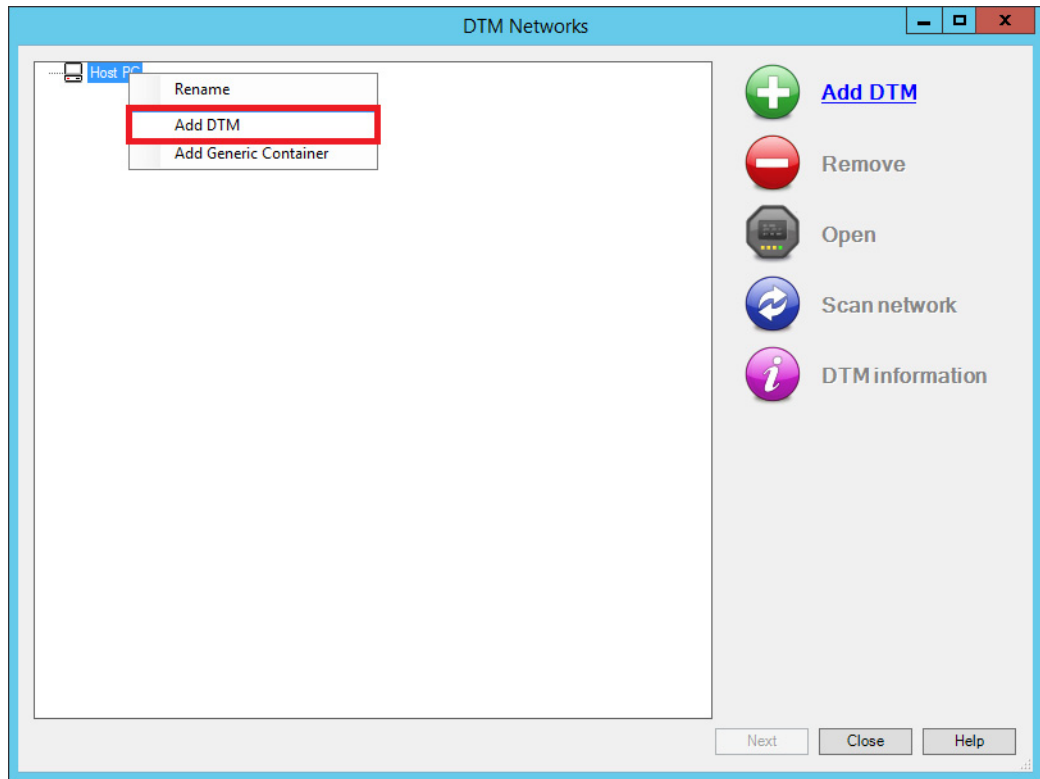 DTM Networks
Host PC
Rename
Add DTM
Add Generic Container
Add DTM
Remove
Open
Scan network
DTM information
Next
Close
Help